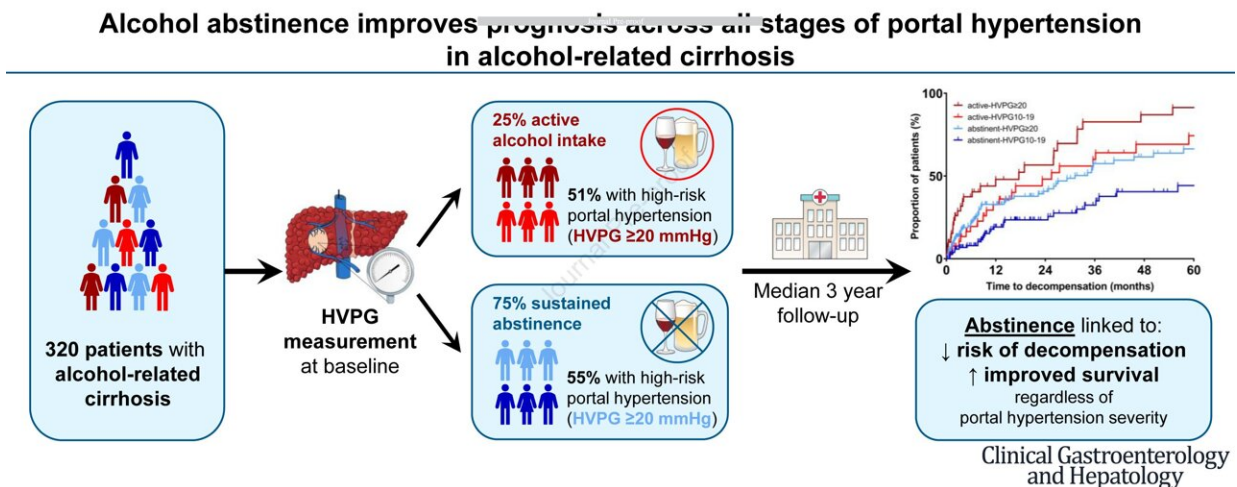 Alcohol abstinence improves prognosis across all stages of portal hypertension
in alcohol-related cirrhosis
Journal Pre-proof
320 patients with
alcohol-related
cirrhosis
HVPG
measurement
at baseline
25% active
alcohol intake
51% with high-risk
portal hypertension
(HVPG ≥20 mmHg)
75% sustained
abstinence
55% with high-risk
portal hypertension
(HVPG ≥20 mmHg)
Median 3 year
follow-up
Proportion of patients (%)
100
50
0
active-HVPG≥20
active-HVPG10-19
abstinent-HVPG≥20
abstinent-HVPG10-19
0 12 24 36 48 60
Time to decompensation (months)
Abstinence linked to:
↓ risk of decompensation
↑ improved survival
regardless of
portal hypertension severity
Clinical Gastroenterology
and Hepatology